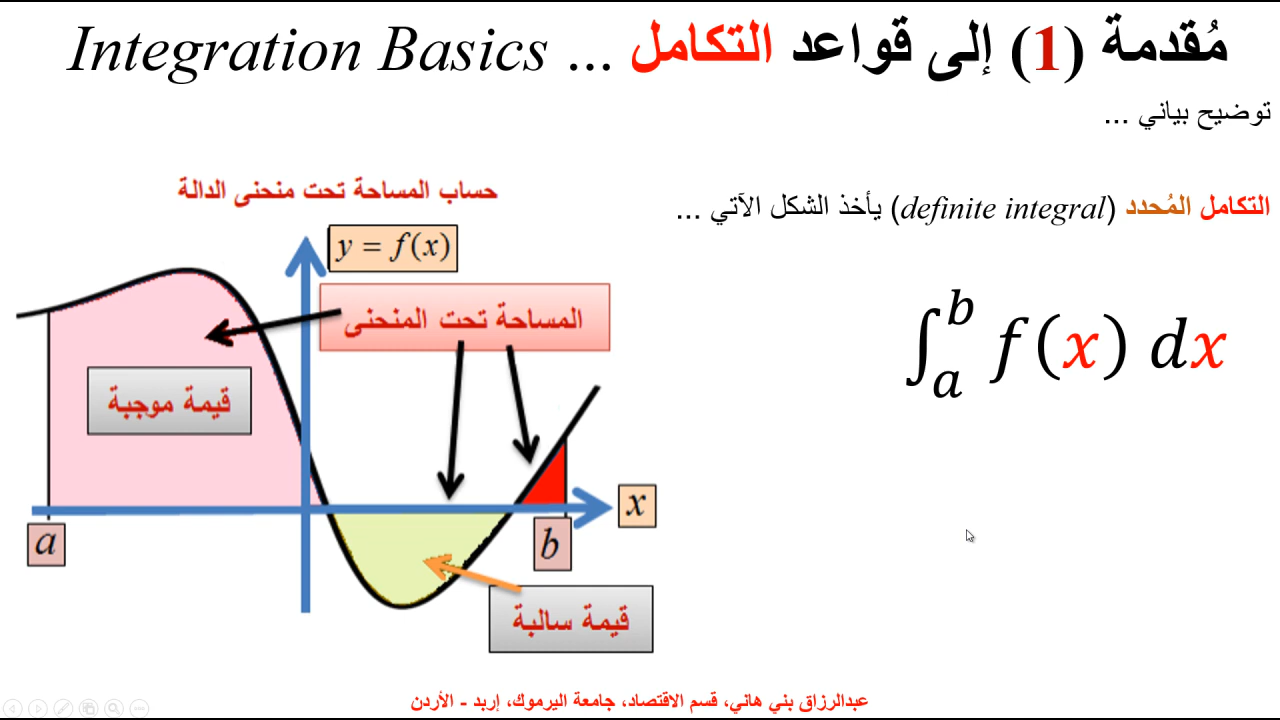 مُقدمة (1) إلى قواعد التكامل ... Integration Basics
توضيح بياني ...
التكامل المُحدد (definite integral) يأخذ الشكل الآتي ...
∫_a^b f(x) dx
حساب المساحة تحت منحنى الدالة
y = f(x)
المساحة تحت المنحنى
قيمة موجبة
x
a
b
قيمة سالبة
عبدالرزاق بني هاني، قسم الاقتصاد، جامعة اليرموك، إربد - الأردن